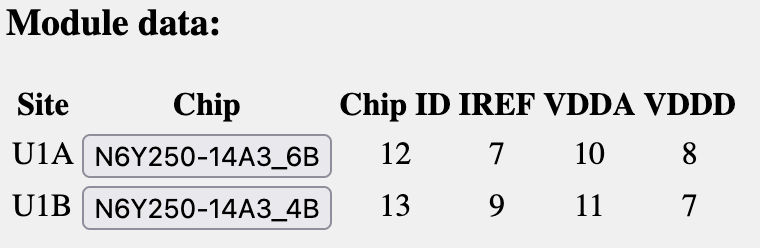 Module data:
Site Chip Chip ID IREF VDDA VDDD
U1A N6Y250-14A3_6B 12 7 10 8
U1B N6Y250-14A3_4B 13 9 11 7